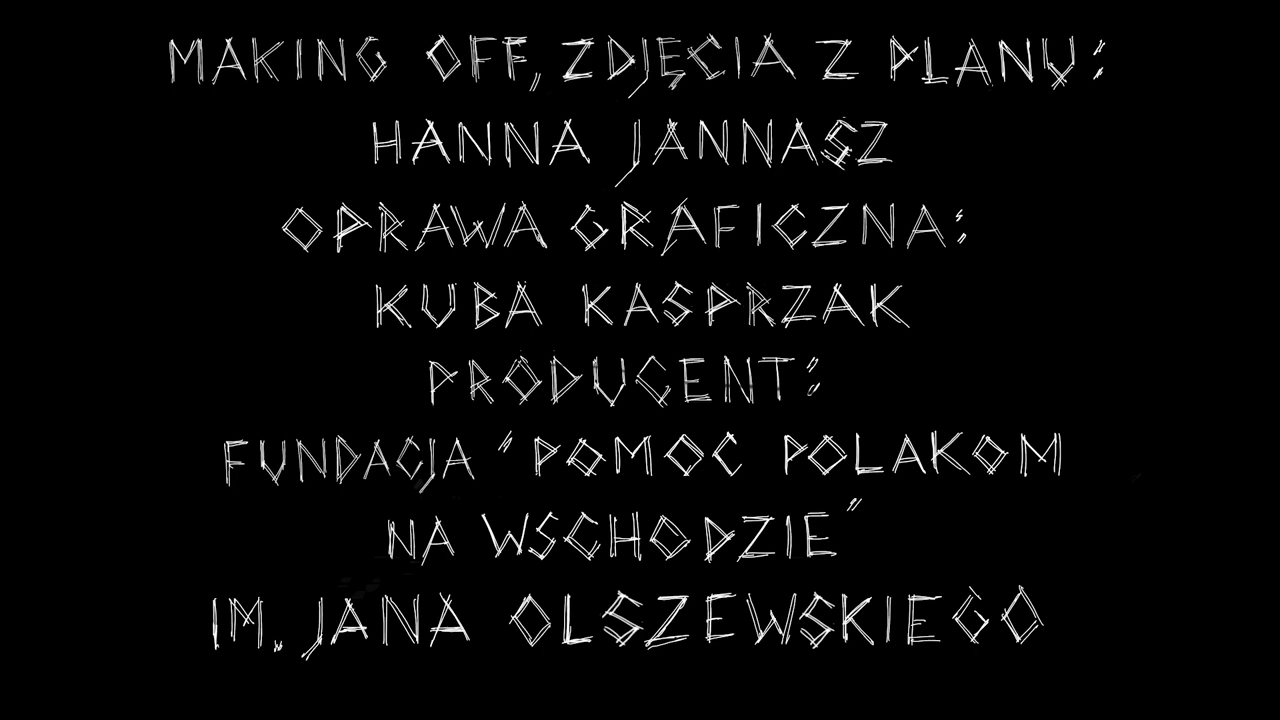 MAKING OFF, ZDJĘCIA Z PLANU:
HANNA JANNASZ
OPRAWA GRAFICZNA:
KUBA KASPRZAK
PRODUCENT:
FUNDACJA "POMOC POLAKOM
NA WSCHODZIE"
IM. JANA OLSZEWSKIEGO